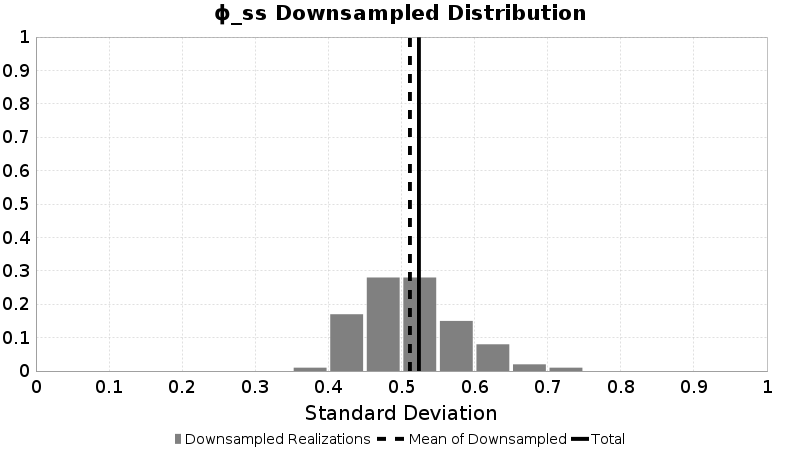 ϕ_ss Downsampled Distribution
1
0.9
0.8
0.7
0.6
0.5
0.4
0.3
0.2
0.1
0
0 0.1 0.2 0.3 0.4 0.5 0.6 0.7 0.8 0.9 1
Standard Deviation
Downsampled Realizations Mean of Downsampled Total